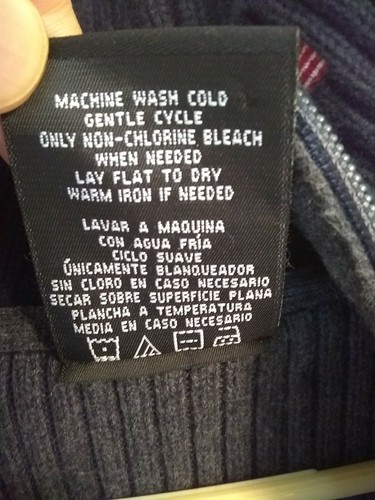 MACHINE WASH COLD
GENTLE CYCLE
ONLY NON-CHLORINE BLEACH
WHEN NEEDED
LAY FLAT TO DRY
WARM IRON IF NEEDED
LAVAR A MAQUINA
CON AGUA FRÍA
CICLO SUAVE
ÚNICAMENTE BLANQUEADOR
SIN CLORO EN CASO NECESARIO
SECAR SOBRE SUPERFICIE PLANA
PLANCHA A TEMPERATURA
MEDIA EN CASO NECESARIO